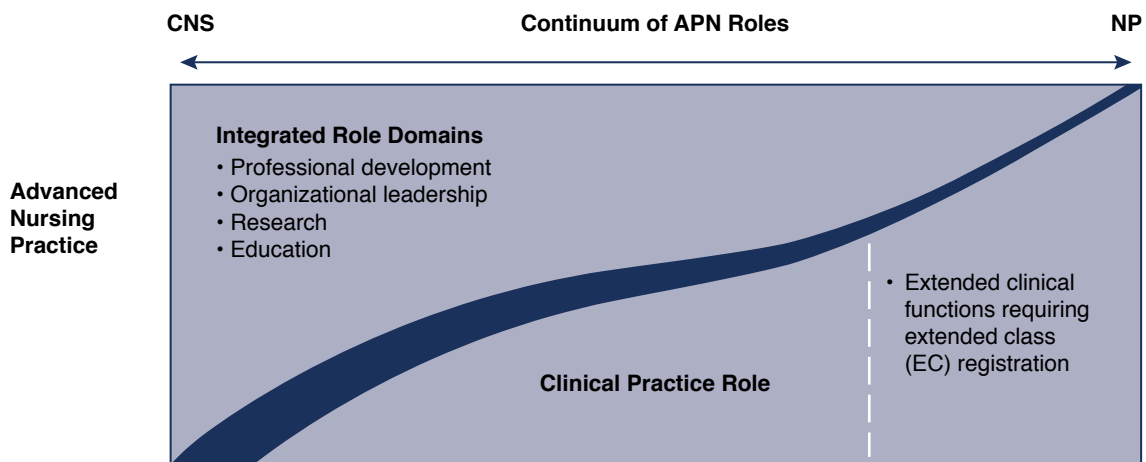 CNS Continuum of APN Roles NP
Integrated Role Domains
• Professional development
• Organizational leadership
• Research
• Education
Advanced
Nursing
Practice
• Extended clinical
functions requiring
extended class
(EC) registration
Clinical Practice Role